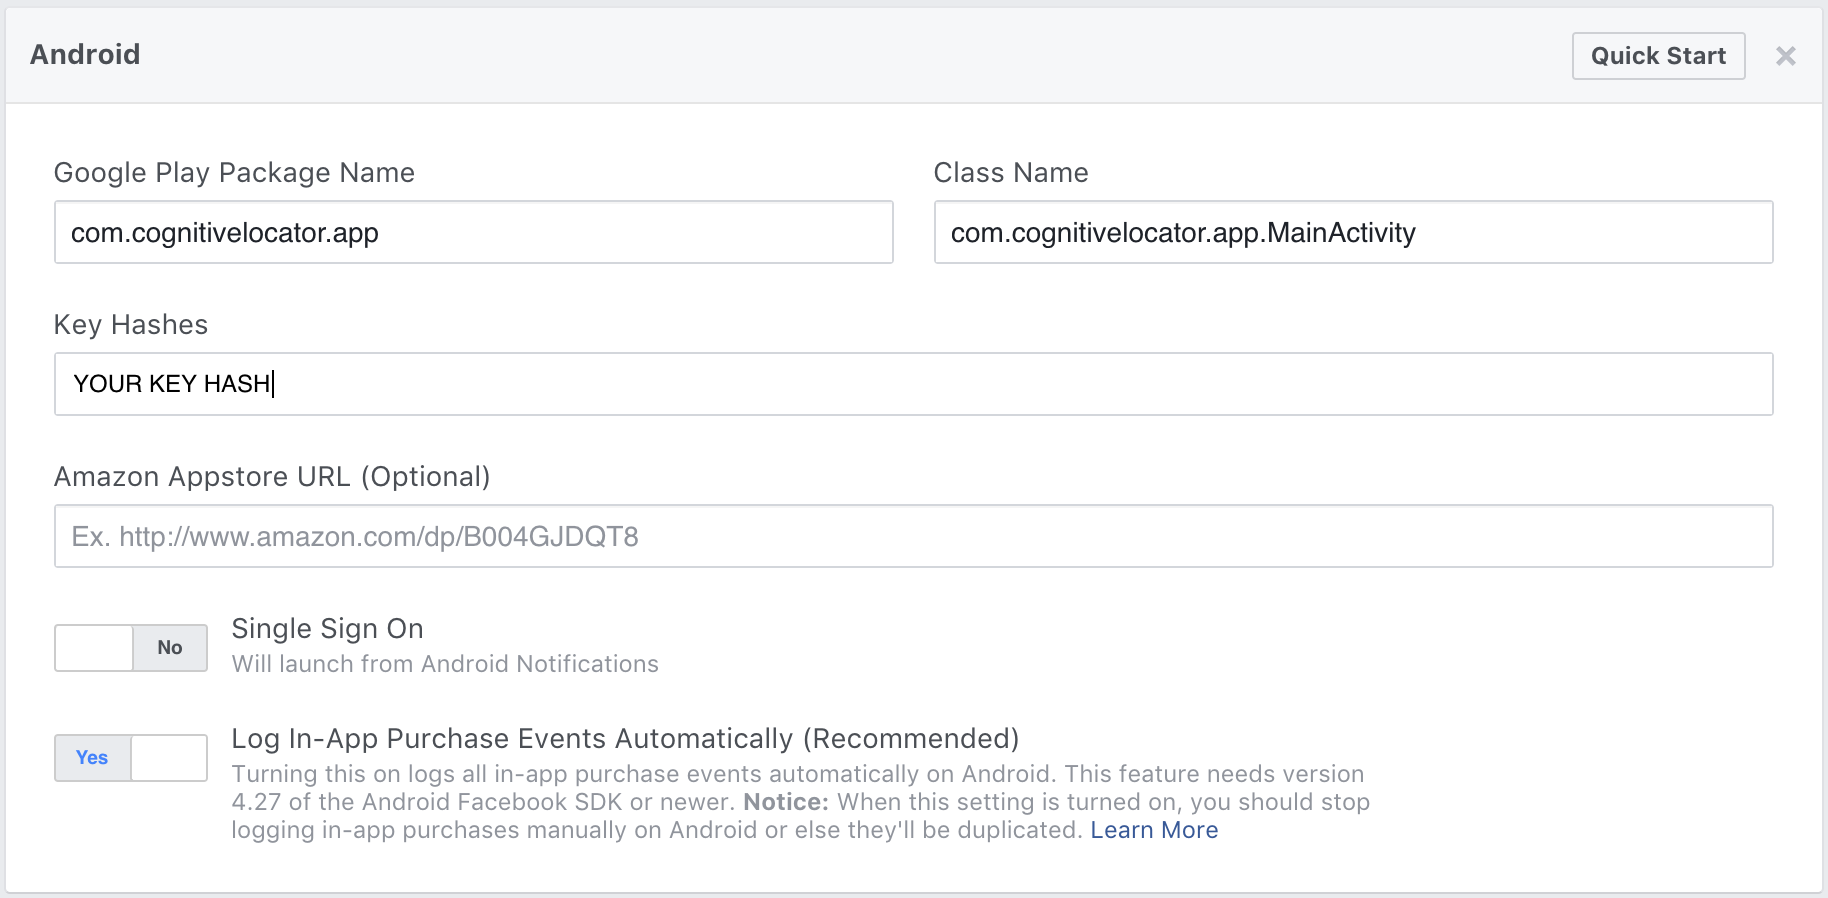 Android
Quick Start
Google Play Package Name
Class Name
com.cognitivelocator.app
com.cognitivelocator.app.MainActivity
Key Hashes
YOUR KEY HASH
Amazon Appstore URL (Optional)
Ex. http://www.amazon.com/dp/B004GJDQT8
Single Sign On
No
Will launch from Android Notifications
Log In-App Purchase Events Automatically (Recommended)
Yes
Turning this on logs all in-app purchase events automatically on Android. This feature needs version
4.27 of the Android Facebook SDK or newer. Notice: When this setting is turned on, you should stop
logging in-app purchases manually on Android or else they'll be duplicated. Learn More